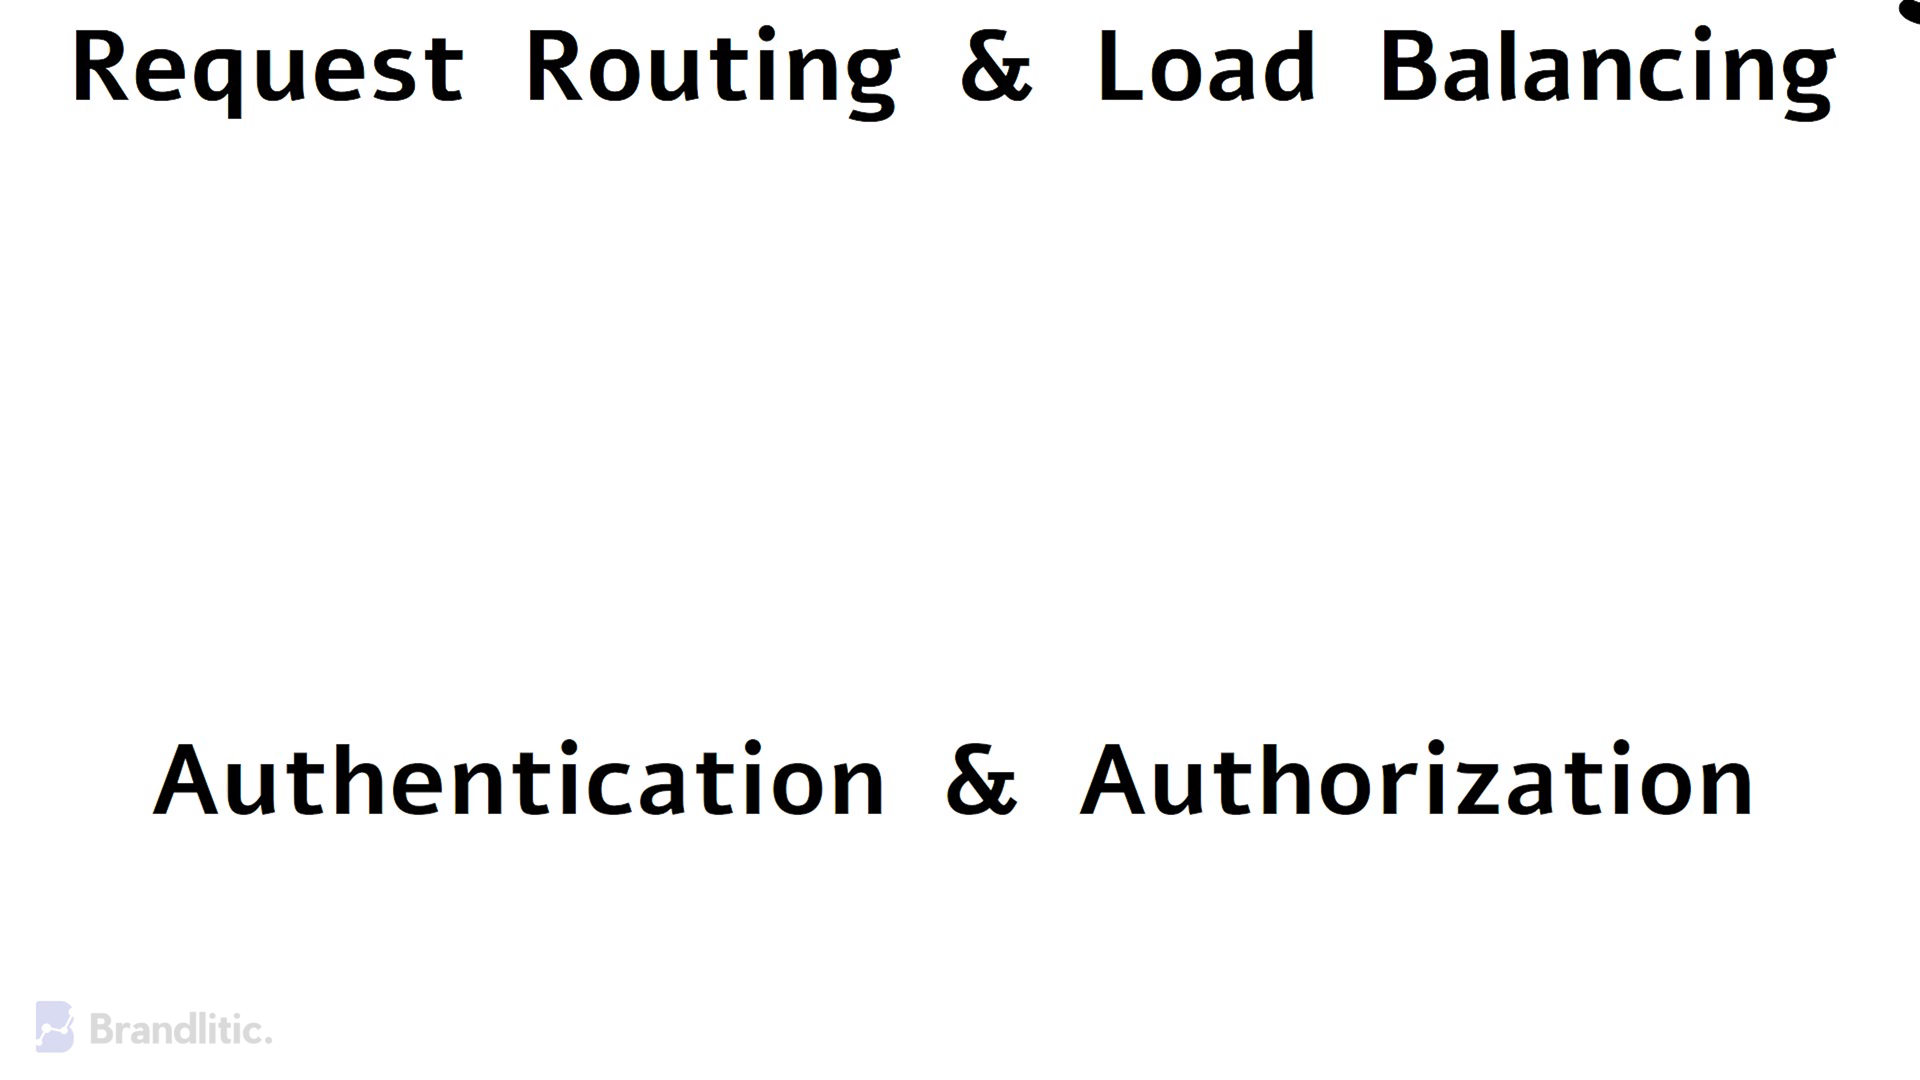 Request Routing & Load Balancing
Authentication & Authorization
Brandlitic.